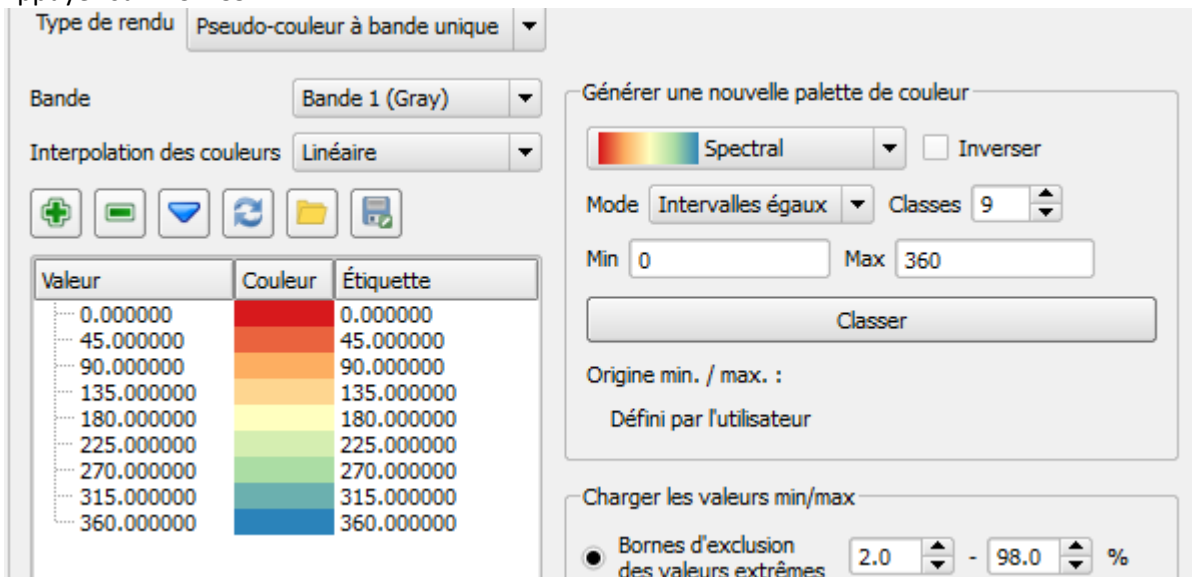 Type de rendu Pseudo-couleur à bande unique
Bande Bande 1 (Gray)
Interpolation des couleurs Linéaire
Valeur Couleur Étiquette
0.000000 0.000000
45.000000 45.000000
90.000000 90.000000
135.000000 135.000000
180.000000 180.000000
225.000000 225.000000
270.000000 270.000000
315.000000 315.000000
360.000000 360.000000
Générer une nouvelle palette de couleur
Spectral Inverser
Mode Intervalles égaux Classes 9
Min 0 Max 360
Classer
Origine min. / max. :
Défini par l'utilisateur
Charger les valeurs min/max
Bornes d'exclusion
des valeurs extrêmes 2.0 - 98.0 %